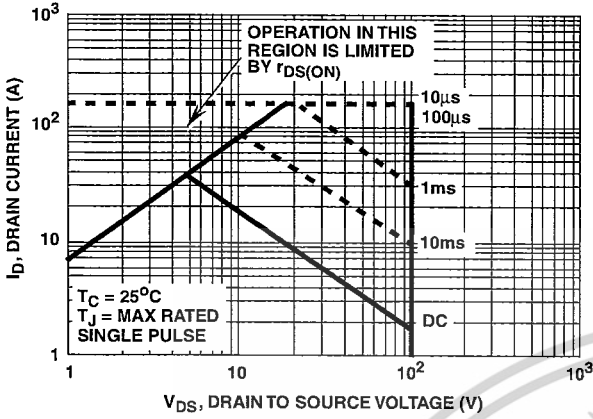 10³
OPERATION IN THIS
REGION IS LIMITED
BY rDS(ON)
10µs
100µs
10²
1ms
10
10ms
DC
TC = 25°C
TJ = MAX RATED
SINGLE PULSE
1
1
10
10²
10³
ID, DRAIN CURRENT (A)
VDS, DRAIN TO SOURCE VOLTAGE (V)